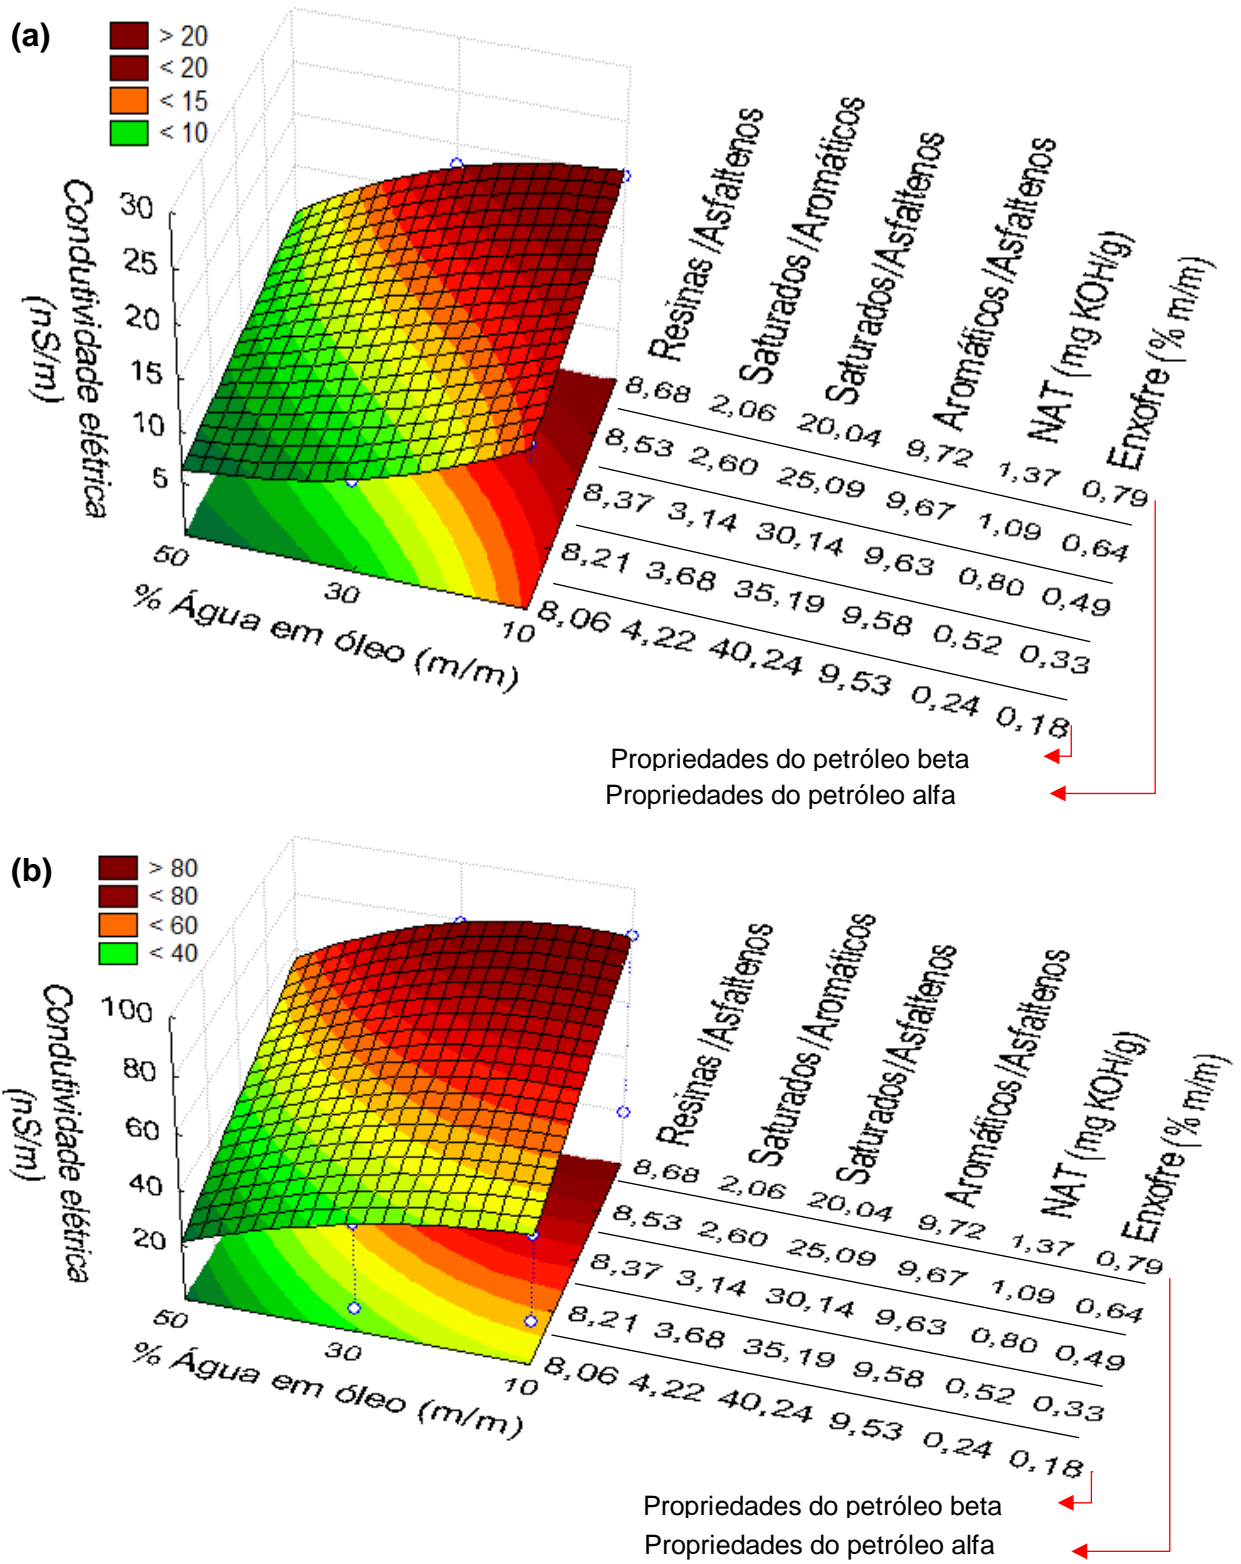 (a)
> 20
< 20
< 15
< 10
Condutividade elétrica
(nS/m)
30
25
20
15
10
5
50
30
10
% Água em óleo (m/m)
Resinas /Asfaltenos
Saturados /Aromáticos
Saturados/Asfaltenos
Aromáticos /Asfaltenos
NAT (mg KOH/g)
Enxofre (% m/m)
8,68 2,06 20,04 9,72 1,37 0,79
8,53 2,60 25,09 9,67 1,09 0,64
8,37 3,14 30,14 9,63 0,80 0,49
8,21 3,68 35,19 9,58 0,52 0,33
8,06 4,22 40,24 9,53 0,24 0,18
Propriedades do petróleo beta
Propriedades do petróleo alfa
(b)
> 80
< 80
< 60
< 40
Condutividade elétrica
(nS/m)
100
80
60
40
20
50
30
10
% Água em óleo (m/m)
Resinas /Asfaltenos
Saturados /Aromáticos
Saturados/Asfaltenos
Aromáticos /Asfaltenos
NAT (mg KOH/g)
Enxofre (% m/m)
8,68 2,06 20,04 9,72 1,37 0,79
8,53 2,60 25,09 9,67 1,09 0,64
8,37 3,14 30,14 9,63 0,80 0,49
8,21 3,68 35,19 9,58 0,52 0,33
8,06 4,22 40,24 9,53 0,24 0,18
Propriedades do petróleo beta
Propriedades do petróleo alfa